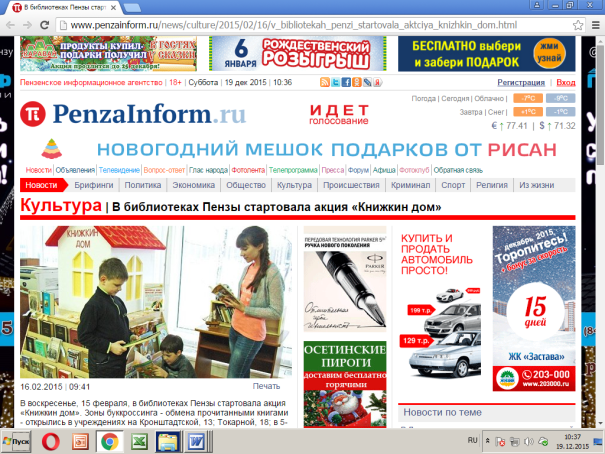 В библиотеках Пензы старто
www.penzainform.ru/news/culture/2015/02/16/v_bibliotekah_penzi_startovala_aktciya_knizhkin_dom.html
ПРОДУКТЫ КУПИЛ-
ПОДАРКИ ПОЛУЧИЛ
В ГОСТЯХ
У СКАЗКИ
6
ЯНВАРЯ
РОЖДЕСТВЕНСКИЙ
РОЗЫГРЫШ
БЕСПЛАТНО выбери
и забери ПОДАРОК
ЖМИ
УЗНАЙ
Пензенское информационное агентство | 18+ | Суббота | 19 дек 2015 | 10:36
Регистрация | Вход
PenzaInform.ru
ИДЕТ
голосование
Погода | Сегодня | Облачно |
-7°C
-9°C
Завтра | Снег |
+1°C
-1°C
€ ↑ 77.41 | $ ↑ 71.32
НОВОГОДНИЙ МЕШОК ПОДАРКОВ ОТ РИСАН
Новости | Объявления | Телевидение | Вопрос-ответ | Глас народа | Фотолента | Телепрограмма | Пресса | Форум | Афиша | Фотоклуб | Обратная связь
Новости | Брифинги | Политика | Экономика | Общество | Культура | Происшествия | Криминал | Спорт | Религия | Из жизни
Культура | В библиотеках Пензы стартовала акция «Книжкин дом»
КНИЖКИН
ДОМ
16.02.2015 | 09:41
Печать
В воскресенье, 15 февраля, в библиотеках Пензы стартовала акция
«Книжкин дом». Зоны буккроссинга - обмена прочитанными книгами
- открылись в учреждениях на Кронштадтской, 13; Токарной, 18; в 5-
ПЕРЕДОВАЯ ТЕХНОЛОГИЯ PARKER 5
РУЧКА НОВОГО ПОКОЛЕНИЯ
PARKER
ОСЕТИНСКИЕ
ПИРОГИ
доставим бесплатно
горячими
КУПИТЬ И
ПРОДАТЬ
АВТОМОБИЛЬ
ПРОСТО!
199 т.р.
129 т.р.
декабрь 2015,
Торопитесь!
+ бонус за скорость
15
дней
ЖК «Застава»
203-000
www.203000.ru
Новости по теме
Пуск
RU
10:37
19.12.2015